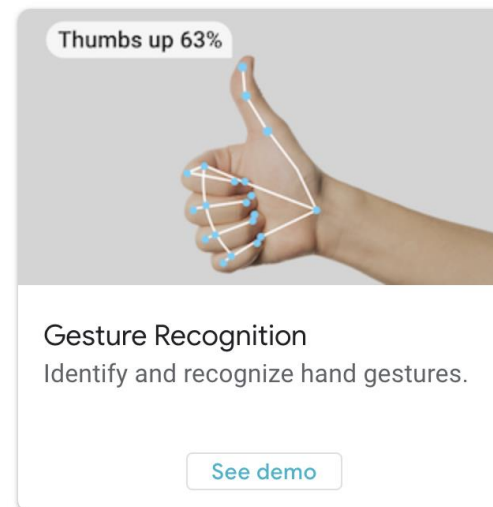 Thumbs up 63%
Gesture Recognition
Identify and recognize hand gestures.
See demo